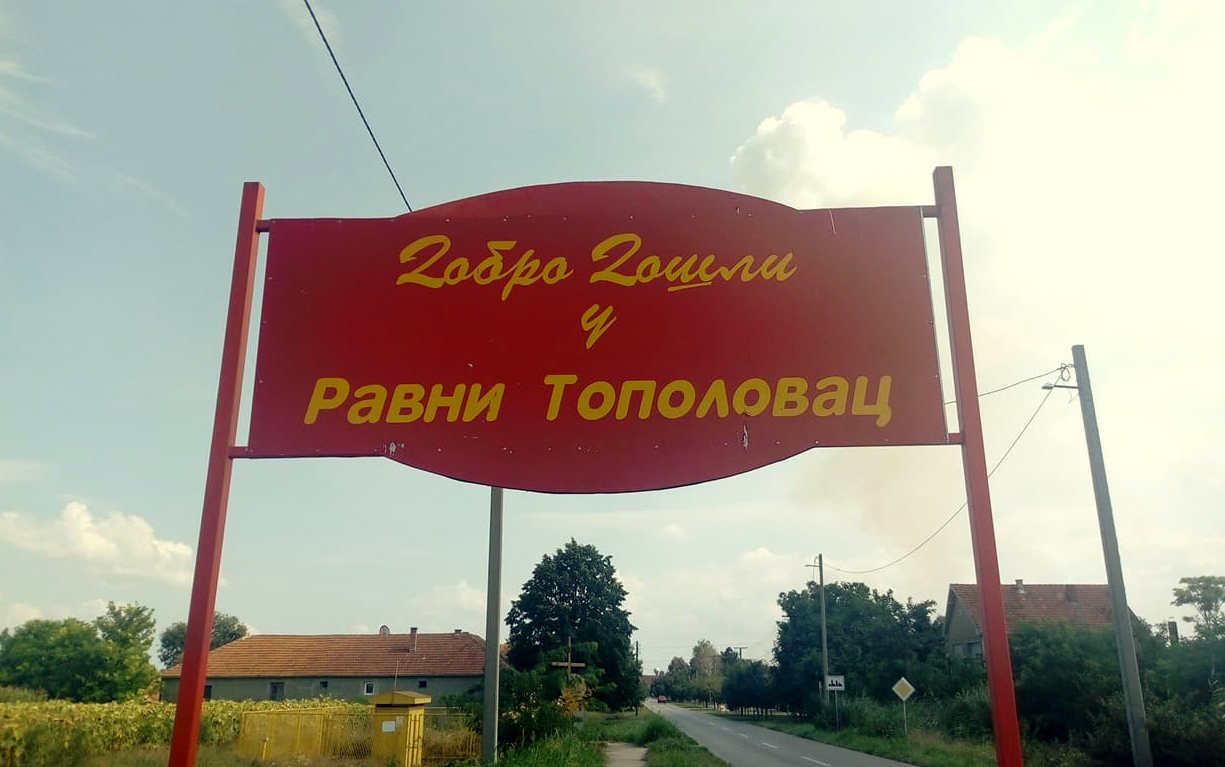 Добро Дошли
у
Равни Тополовац